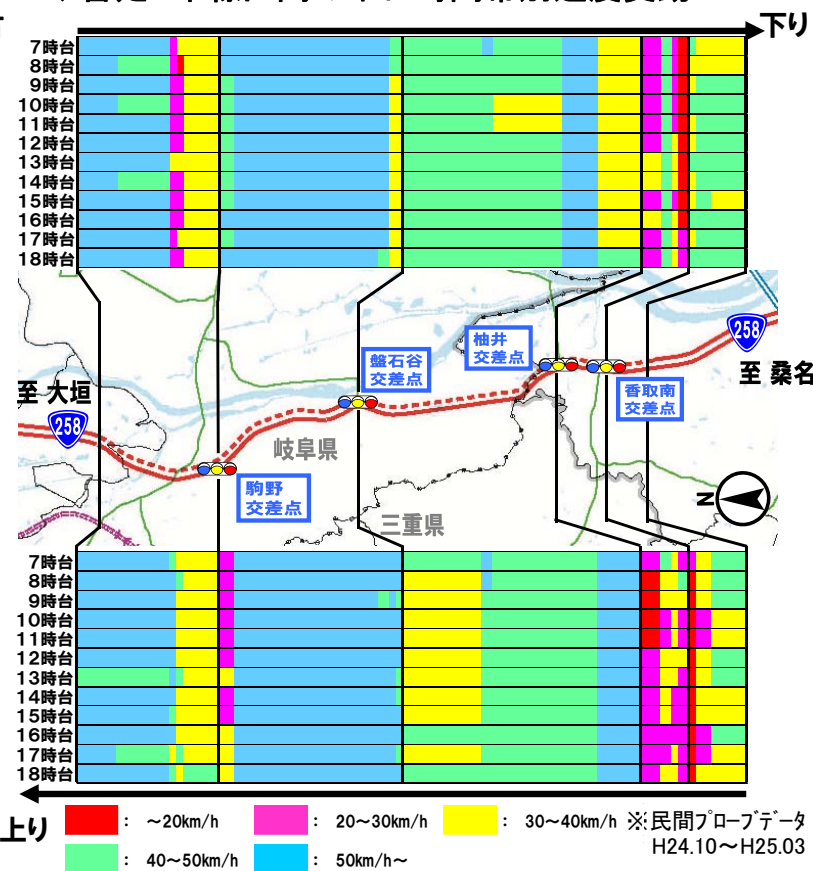 下り
7時台
8時台
9時台
10時台
11時台
12時台
13時台
14時台
15時台
16時台
17時台
18時台
柚井
交差点
258
盤石谷
交差点
至 桑名
至 大垣
香取南
交差点
258
岐阜県
駒野
交差点
三重県
Z
7時台
8時台
9時台
10時台
11時台
12時台
13時台
14時台
15時台
16時台
17時台
18時台
上り
： ～20km/h
： 20～30km/h
： 30～40km/h
※民間プローブデータ
H24.10～H25.03
： 40～50km/h
： 50km/h～